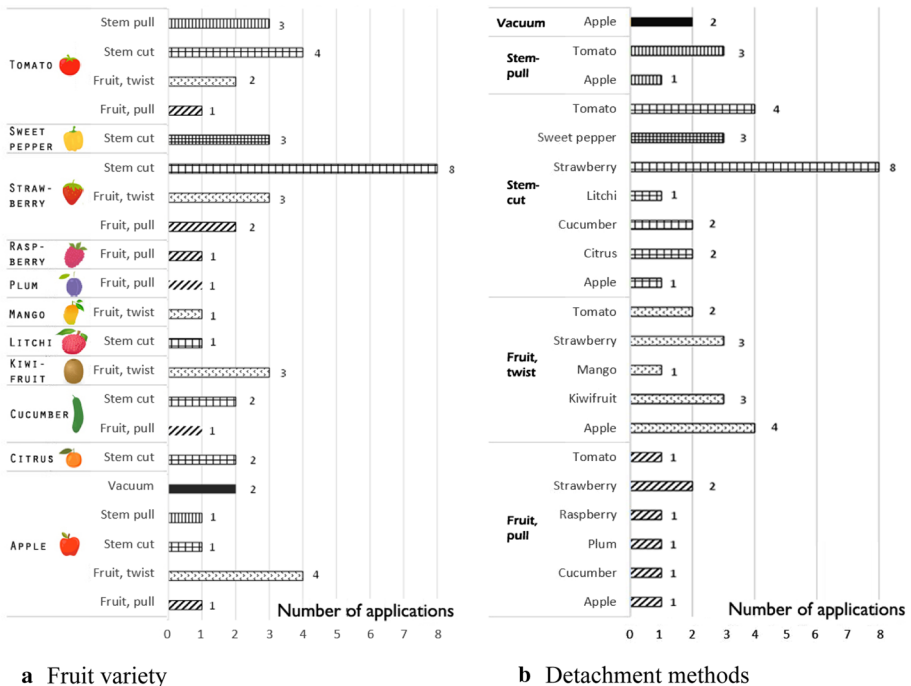 TOMATO
Stem pull 3
Stem cut 4
Fruit, twist 2
Fruit, pull 1
SWEET
PEPPER
Stem cut 3
STRAW-
BERRY
Stem cut 8
Fruit, twist 3
Fruit, pull 2
RASP-
BERRY
Fruit, pull 1
PLUM
Fruit, pull 1
MANGO
Fruit, twist 1
LITCHI
Stem cut 1
KIWI-
FRUIT
Fruit, twist 3
CUCUMBER
Stem cut 2
Fruit, pull 1
CITRUS
Stem cut 2
APPLE
Vacuum 2
Stem pull 1
Stem cut 1
Fruit, twist 4
Fruit, pull 1
Number of applications
0 1 2 3 4 5 6 7 8
a Fruit variety
Vacuum
Apple 2
Stem-
pull
Tomato 3
Apple 1
Stem-
cut
Tomato 4
Sweet pepper 3
Strawberry 8
Litchi 1
Cucumber 2
Citrus 2
Apple 1
Fruit,
twist
Tomato 2
Strawberry 3
Mango 1
Kiwifruit 3
Apple 4
Fruit,
pull
Tomato 1
Strawberry 2
Raspberry 1
Plum 1
Cucumber 1
Apple 1
Number of applications
0 1 2 3 4 5 6 7 8
b Detachment methods